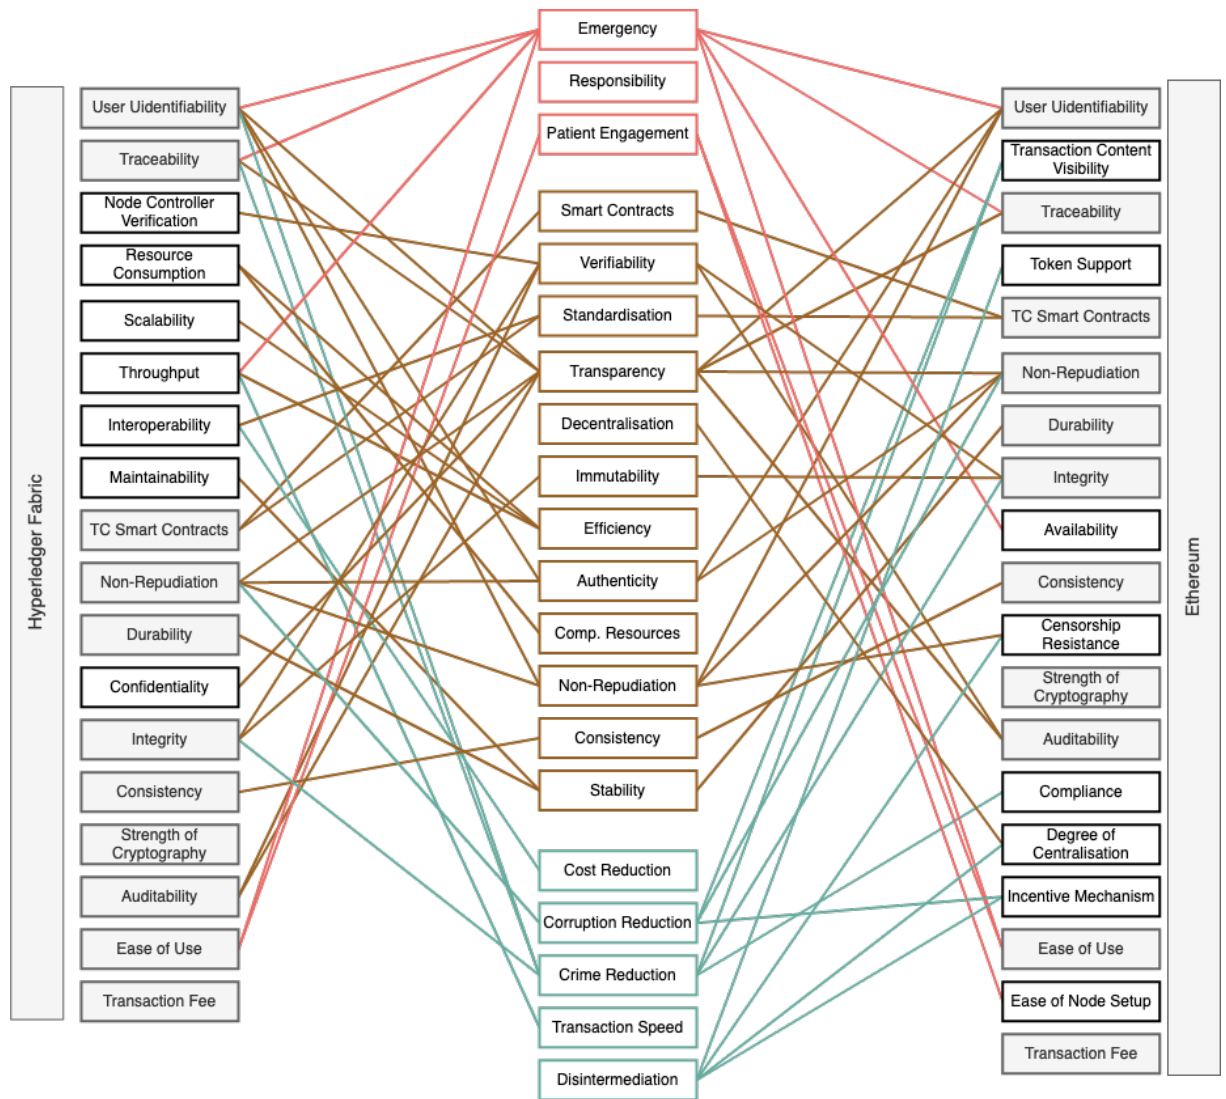 Hyperledger Fabric
User Uidentifiability
Traceability
Node Controller
Verification
Resource
Consumption
Scalability
Throughput
Interoperability
Maintainability
TC Smart Contracts
Non-Repudiation
Durability
Confidentiality
Integrity
Consistency
Strength of
Cryptography
Auditability
Ease of Use
Transaction Fee
Emergency
Responsibility
Patient Engagement
Smart Contracts
Verifiability
Standardisation
Transparency
Decentralisation
Immutability
Efficiency
Authenticity
Comp. Resources
Non-Repudiation
Consistency
Stability
Cost Reduction
Corruption Reduction
Crime Reduction
Transaction Speed
Disintermediation
User Uidentifiability
Transaction Content
Visibility
Traceability
Token Support
TC Smart Contracts
Non-Repudiation
Durability
Integrity
Availability
Consistency
Censorship
Resistance
Strength of
Cryptography
Auditability
Compliance
Degree of
Centralisation
Incentive Mechanism
Ease of Use
Ease of Node Setup
Transaction Fee
Ethereum